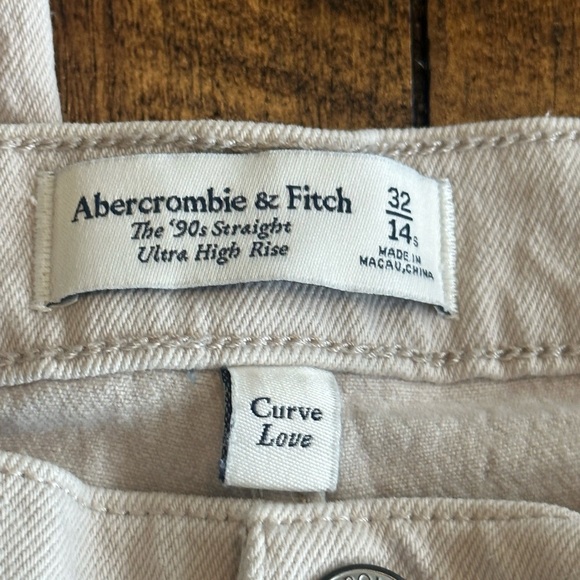 Abercrombie & Fitch
The '90s Straight
Ultra High Rise
32
14s
MADE IN
MACAU, CHINA
Curve
Love